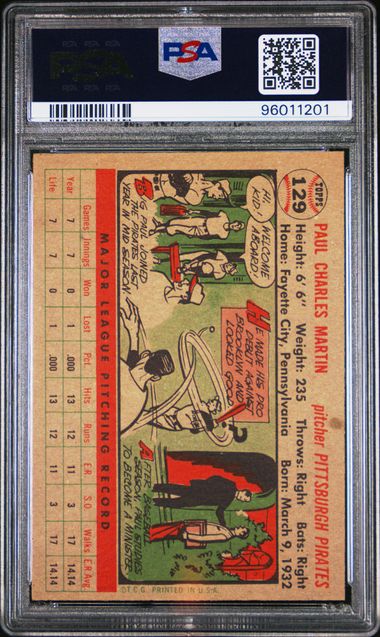 PSA
PSA
96011201
TOPPS
129
PAUL CHARLES MARTIN pitcher PITTSBURGH PIRATES
Height: 6' 6" Weight: 235 Throws: Right Bats: Right
Home: Fayette City, Pennsylvania Born: March 9, 1932
HI, KID!
WELCOME ABOARD!
BIG PAUL JOINED
THE PIRATES LAST
YEAR IN MID SEASON.
HE MADE HIS PRO
DEBUT AGAINST
BROOKLYN AND
LOOKED GOOD!
?
AFTER BASEBALL
SEASON, PAUL STUDIES
TO BECOME A MINISTER!
MAJOR LEAGUE PITCHING RECORD
Games Innings Won Lost Pct. Hits Runs E.R. S.O. Walks E.R. Avg.
Year 7 7 0 1 .000 13 12 11 3 17 14.14
Life 7 7 0 1 .000 13 12 11 3 17 14.14
©T.C.G. PRINTED IN U.S.A.